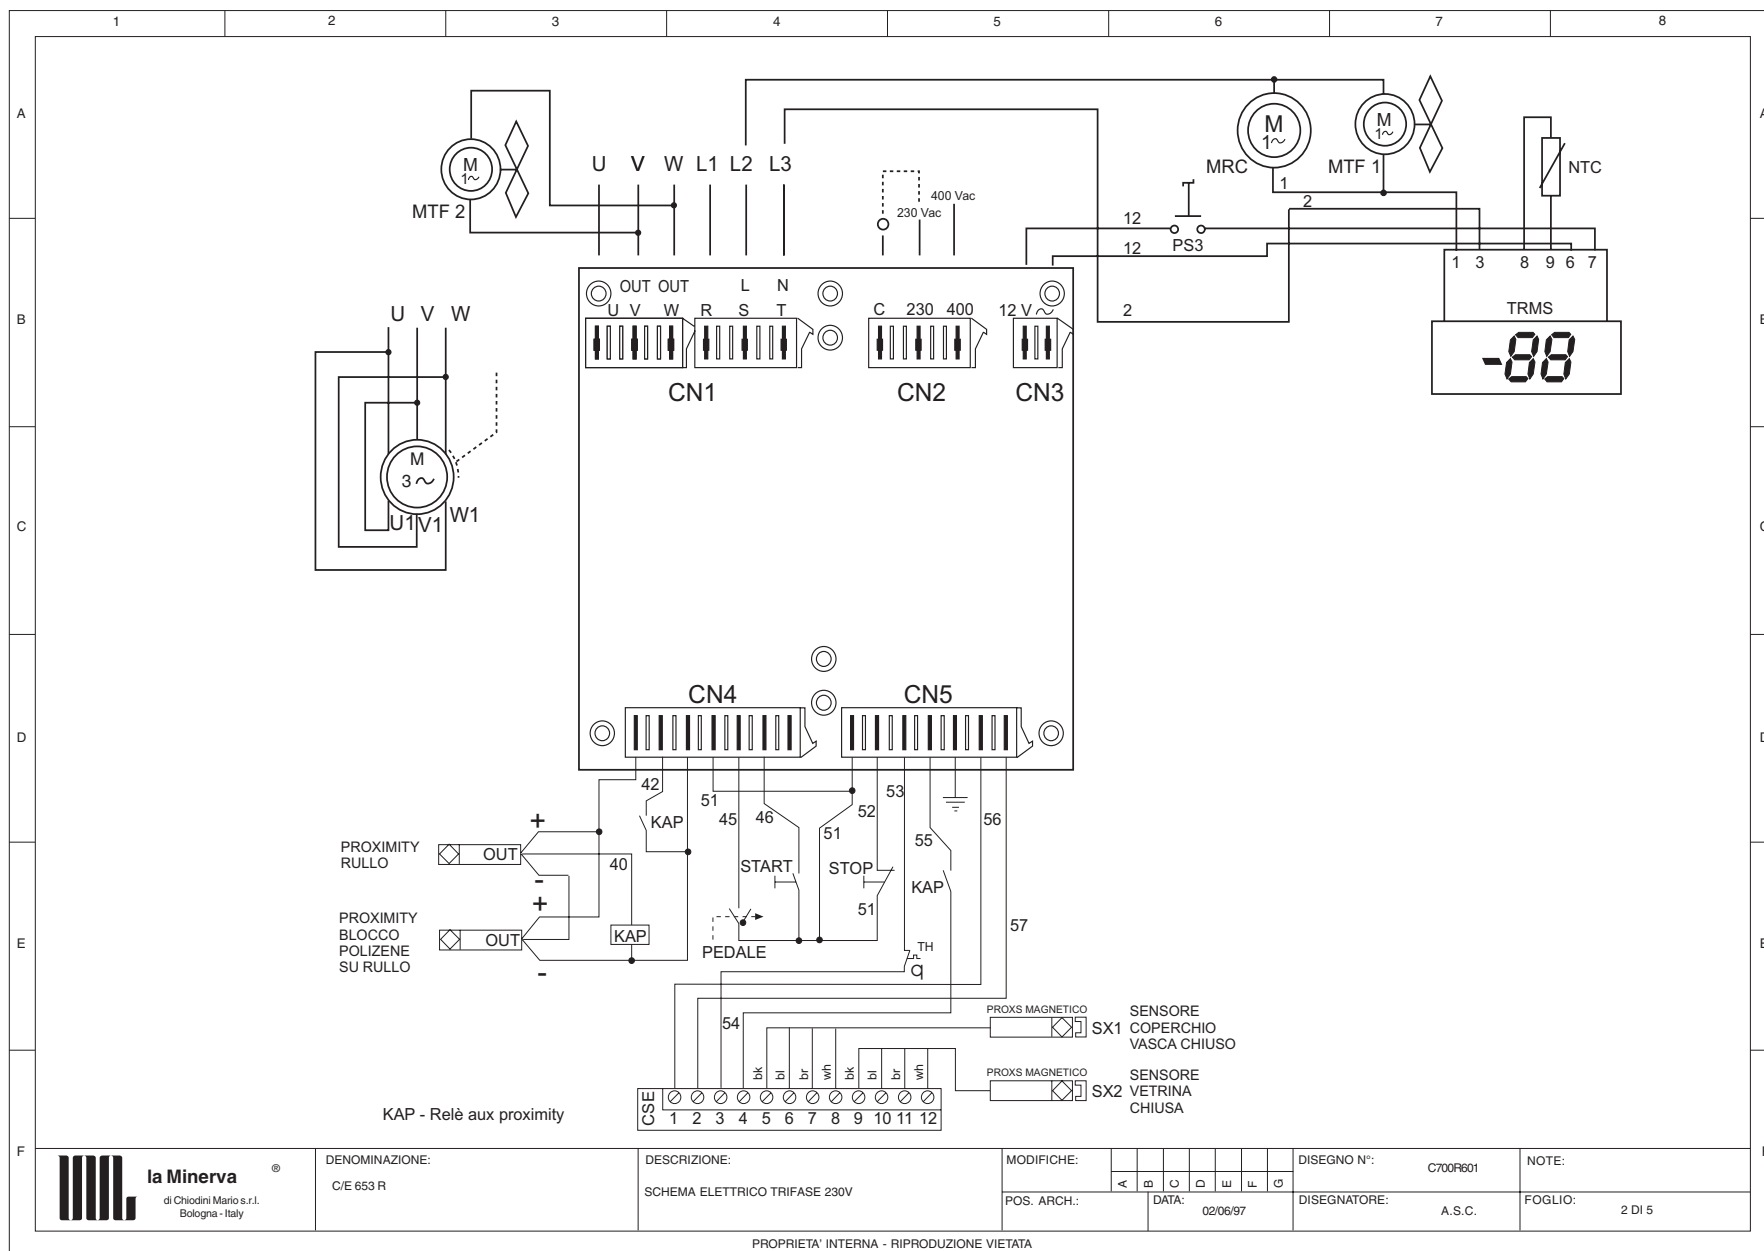 1 2 3 4 5 6 7 8
A
M
1~
MTF 2
U V W L1 L2 L3
230 Vac
400 Vac
M
1~
MRC
M
1~
MTF 1
NTC
1
2
12
PS3
12
2
1 3 8 9 6 7
TRMS
-88
B
OUT OUT L N
U V W R S T
C 230 400
12 V ~
CN1
CN2
CN3
U V W
M
3 ~
U1 V1 W1
C
CN4
CN5
D
42
KAP
51
45
46
51
52
53
55
56
57
PROXIMITY
RULLO
OUT
+
-
40
START
STOP
51
KAP
PROXIMITY
BLOCCO
POLIZENE
SU RULLO
OUT
+
-
KAP
PEDALE
TH
q
E
54
PROXS MAGNETICO
SX1
SENSORE
COPERCHIO
VASCA CHIUSO
PROXS MAGNETICO
SX2
SENSORE
VETRINA
CHIUSA
bk bl br wh bk bl br wh
CSE
1 2 3 4 5 6 7 8 9 10 11 12
KAP - Relè aux proximity
F
la Minerva ®
di Chiodini Mario s.r.l.
Bologna - Italy
DENOMINAZIONE:
C/E 653 R
DESCRIZIONE:
SCHEMA ELETTRICO TRIFASE 230V
MODIFICHE:
A B C D E F G
POS. ARCH.:
DATA:
02/06/97
DISEGNO N°:
C700R601
DISEGNATORE:
A.S.C.
NOTE:
FOGLIO:
2 DI 5
PROPRIETA' INTERNA - RIPRODUZIONE VIETATA